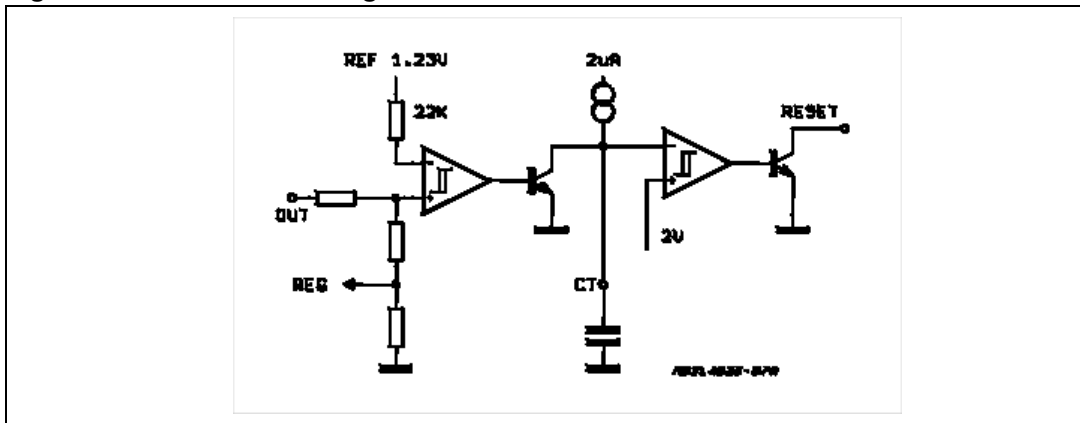 REF 1.23V
2uA
22K
RESET
OUT
2V
REG
CT